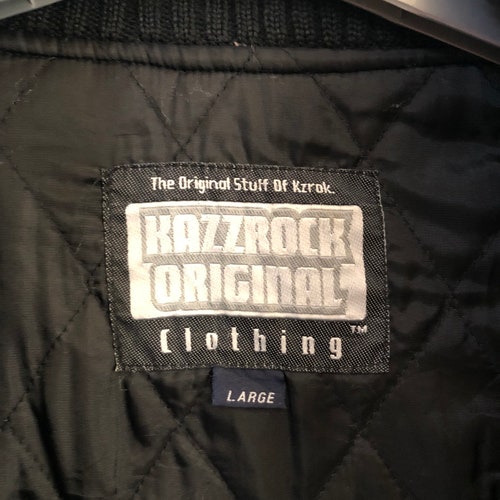 The Original Stuff Of Kzrok.
KAZZROCK
ORIGINAL
Clothing™
LARGE